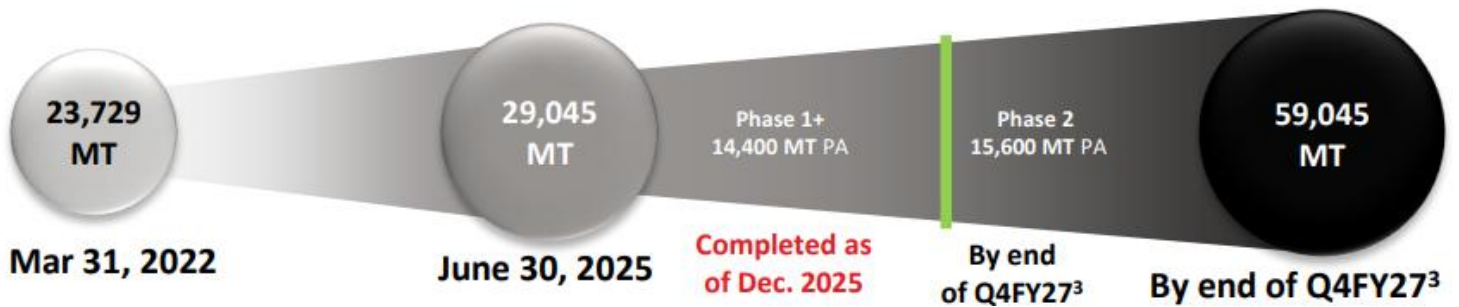 23,729
MT
29,045
MT
Phase 1+
14,400 MT PA
Phase 2
15,600 MT PA
59,045
MT
Mar 31, 2022
June 30, 2025
Completed as
of Dec. 2025
By end
of Q4FY27³
By end of Q4FY27³